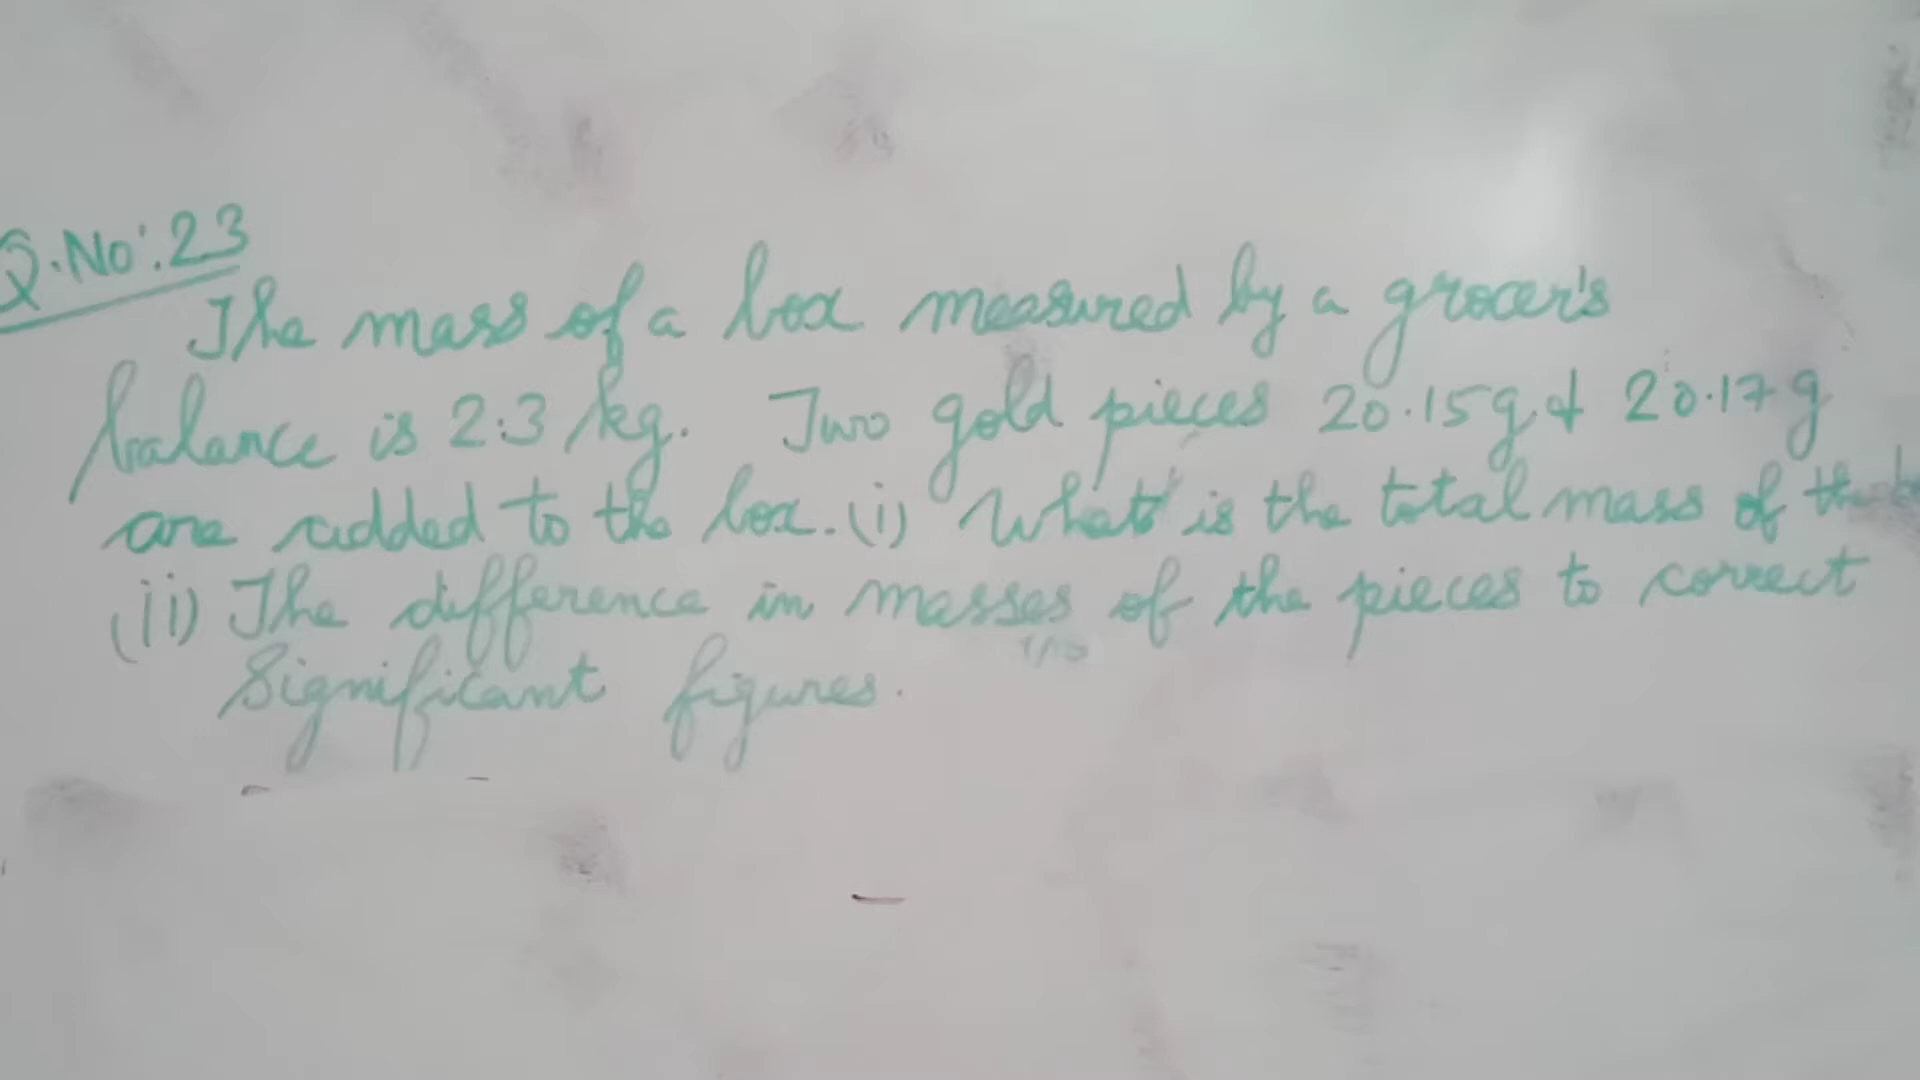 Q.No:23
The mass of a box measured by a grocer's
balance is 2.3 kg. Two gold pieces 20.15g & 20.17g
are added to the box. (i) What is the total mass of the
(ii) The difference in masses of the pieces to correct
Significant figures.